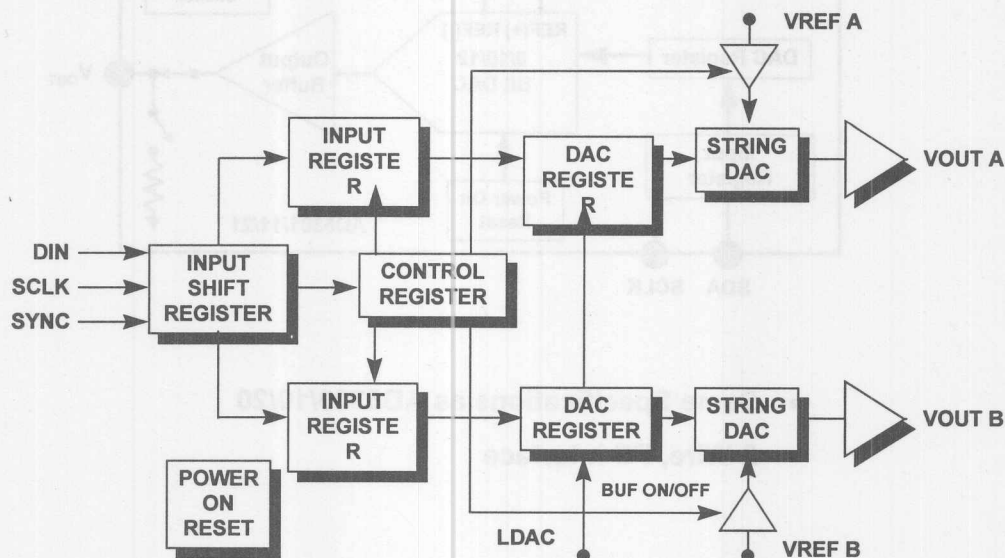 VREF A
INPUT
REGISTE
R
DAC
REGISTE
R
STRING
DAC
VOUT A
DIN
SCLK
SYNC
INPUT
SHIFT
REGISTER
CONTROL
REGISTER
INPUT
REGISTE
R
DAC
REGISTER
STRING
DAC
VOUT B
POWER
ON
RESET
BUF ON/OFF
LDAC
VREF B